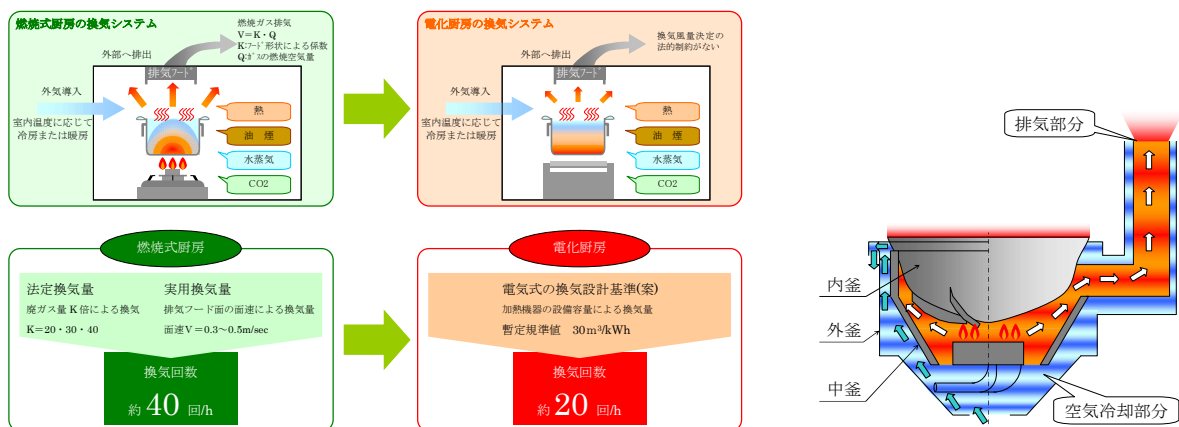 燃焼式厨房の換気システム
燃焼ガス排気
V=K・Q
K:フード形状による係数
Q:ガスの燃焼空気量
外部へ排出
排気フード
外気導入
室内温度に応じて
冷房または暖房
熱
油 煙
水蒸気
CO2
電化厨房の換気システム
換気風量決定の
法的制約がない
外部へ排出
排気フード
外気導入
室内温度に応じて
冷房または暖房
熱
油 煙
水蒸気
CO2
燃焼式厨房
法定換気量
廃ガス量 K 倍による換気
K=20・30・40
実用換気量
排気フード面の面速による換気量
面速V=0.3~0.5m/sec
換気回数
約 40 回/h
電化厨房
電気式の換気設計基準(案)
加熱機器の設備容量による換気量
暫定規準値 30m³/kWh
換気回数
約 20 回/h
排気部分
内釜
外釜
中釜
空気冷却部分